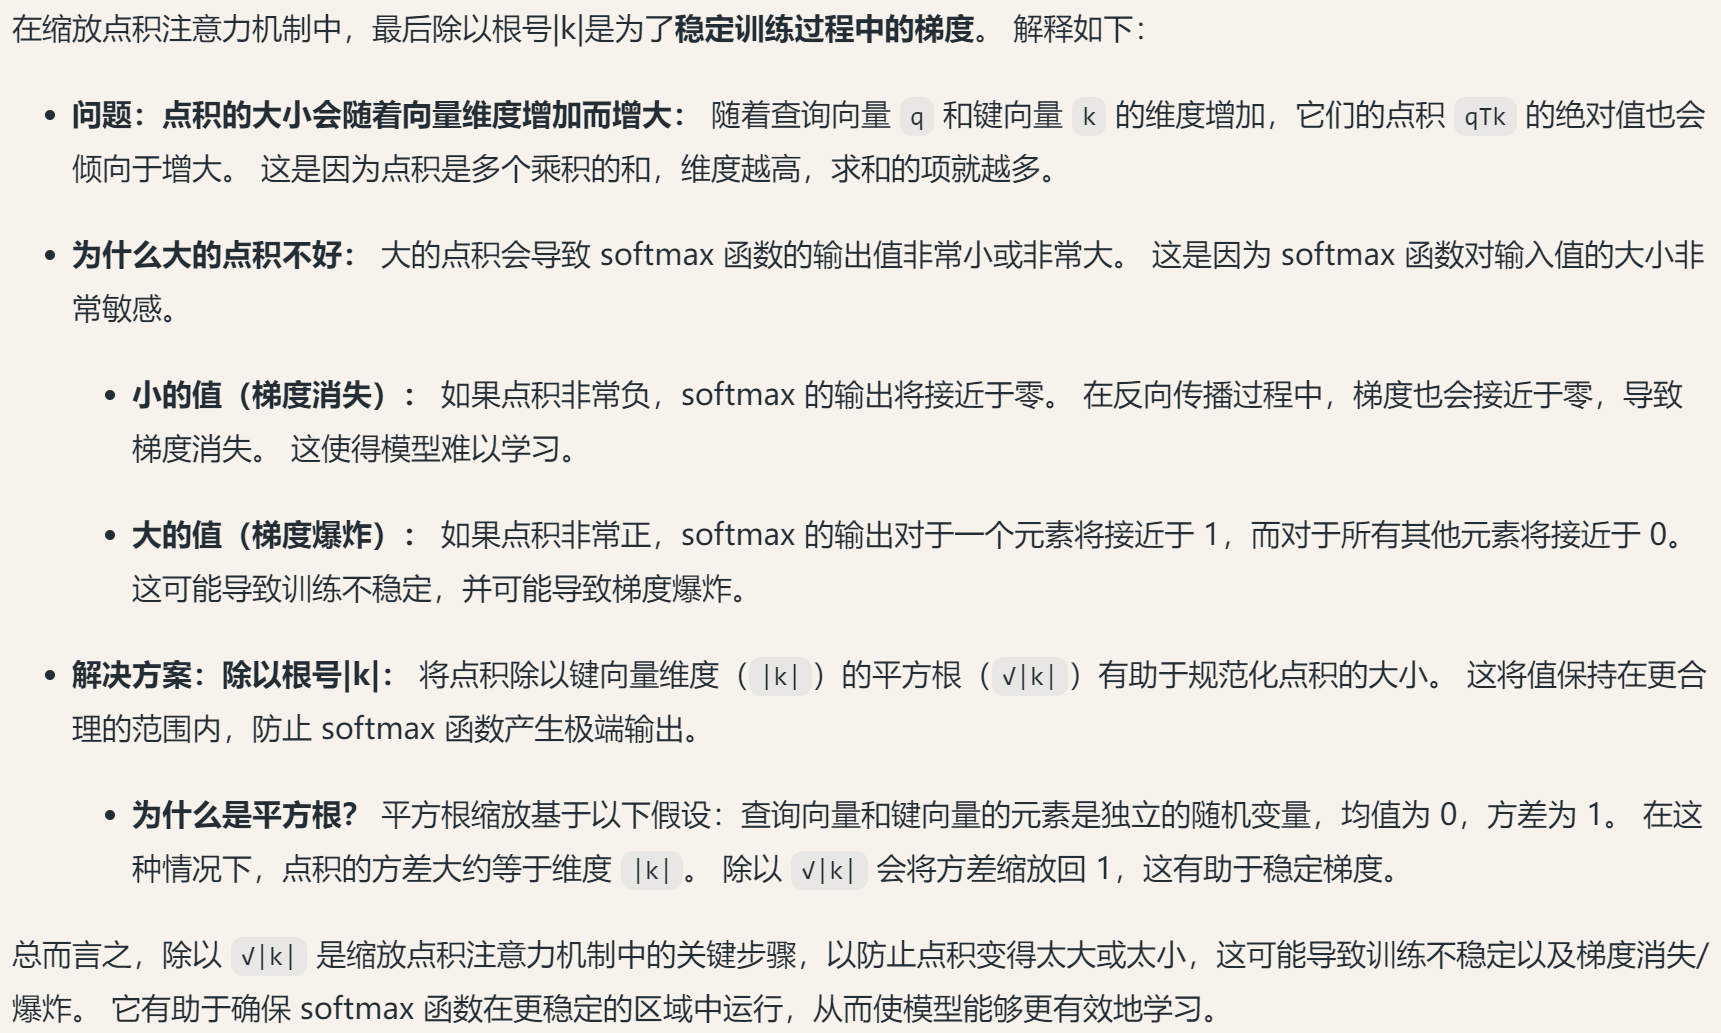 在缩放点积注意力机制中，最后除以根号|k|是为了稳定训练过程中的梯度。 解释如下：
• 问题：点积的大小会随着向量维度增加而增大： 随着查询向量 q 和键向量 k 的维度增加，它们的点积 qTk 的绝对值也会
倾向于增大。 这是因为点积是多个乘积的和，维度越高，求和的项就越多。
• 为什么大的点积不好： 大的点积会导致 softmax 函数的输出值非常小或非常大。 这是因为 softmax 函数对输入值的大小非
常敏感。
• 小的值（梯度消失）： 如果点积非常负，softmax 的输出将接近于零。 在反向传播过程中，梯度也会接近于零，导致
梯度消失。 这使得模型难以学习。
• 大的值（梯度爆炸）： 如果点积非常正，softmax 的输出对于一个元素将接近于 1，而对于所有其他元素将接近于 0。
这可能导致训练不稳定，并可能导致梯度爆炸。
• 解决方案：除以根号|k|： 将点积除以键向量维度（|k|）的平方根（√|k|）有助于规范化点积的大小。 这将值保持在更合
理的范围内，防止 softmax 函数产生极端输出。
• 为什么是平方根？ 平方根缩放基于以下假设：查询向量和键向量的元素是独立的随机变量，均值为 0，方差为 1。 在这
种情况下，点积的方差大约等于维度 |k|。 除以 √|k| 会将方差缩放回 1，这有助于稳定梯度。
总而言之，除以 √|k| 是缩放点积注意力机制中的关键步骤，以防止点积变得太大或太小，这可能导致训练不稳定以及梯度消失/
爆炸。 它有助于确保 softmax 函数在更稳定的区域中运行，从而使模型能够更有效地学习。